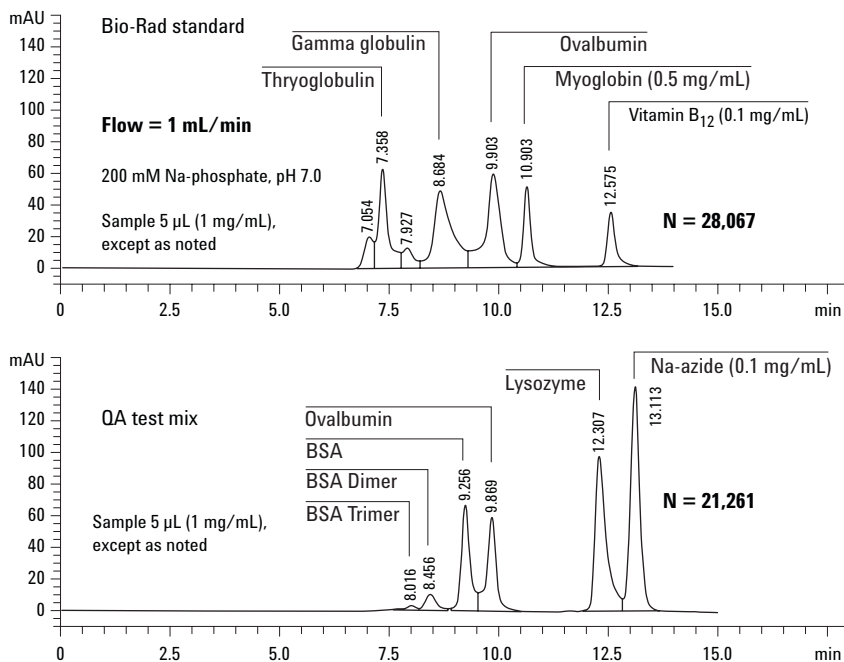 mAU
Bio-Rad standard
Gamma globulin
Ovalbumin
140
120
100
80
60
40
20
0
Thryoglobulin
Myoglobin (0.5 mg/mL)
Vitamin B12 (0.1 mg/mL)
Flow = 1 mL/min
200 mM Na-phosphate, pH 7.0
Sample 5 µL (1 mg/mL),
except as noted
7.054
7.358
7.927
8.684
9.903
10.903
12.575
N = 28,067
0 2.5 5.0 7.5 10.0 12.5 15.0 min
mAU
140
120
100
80
60
40
20
0
QA test mix
Lysozyme
Na-azide (0.1 mg/mL)
Ovalbumin
BSA
BSA Dimer
BSA Trimer
Sample 5 µL (1 mg/mL),
except as noted
8.016
8.456
9.256
9.869
12.307
13.113
N = 21,261
0 2.5 5.0 7.5 10.0 12.5 15.0 min